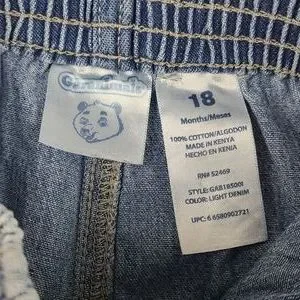 Garanimals
18
Months/Meses
100% COTTON/ALGODON
MADE IN KENYA
HECHO EN KENIA
RN# 52469
STYLE: GAB18500I
COLOR: LIGHT DENIM
UPC: 6 6580902721